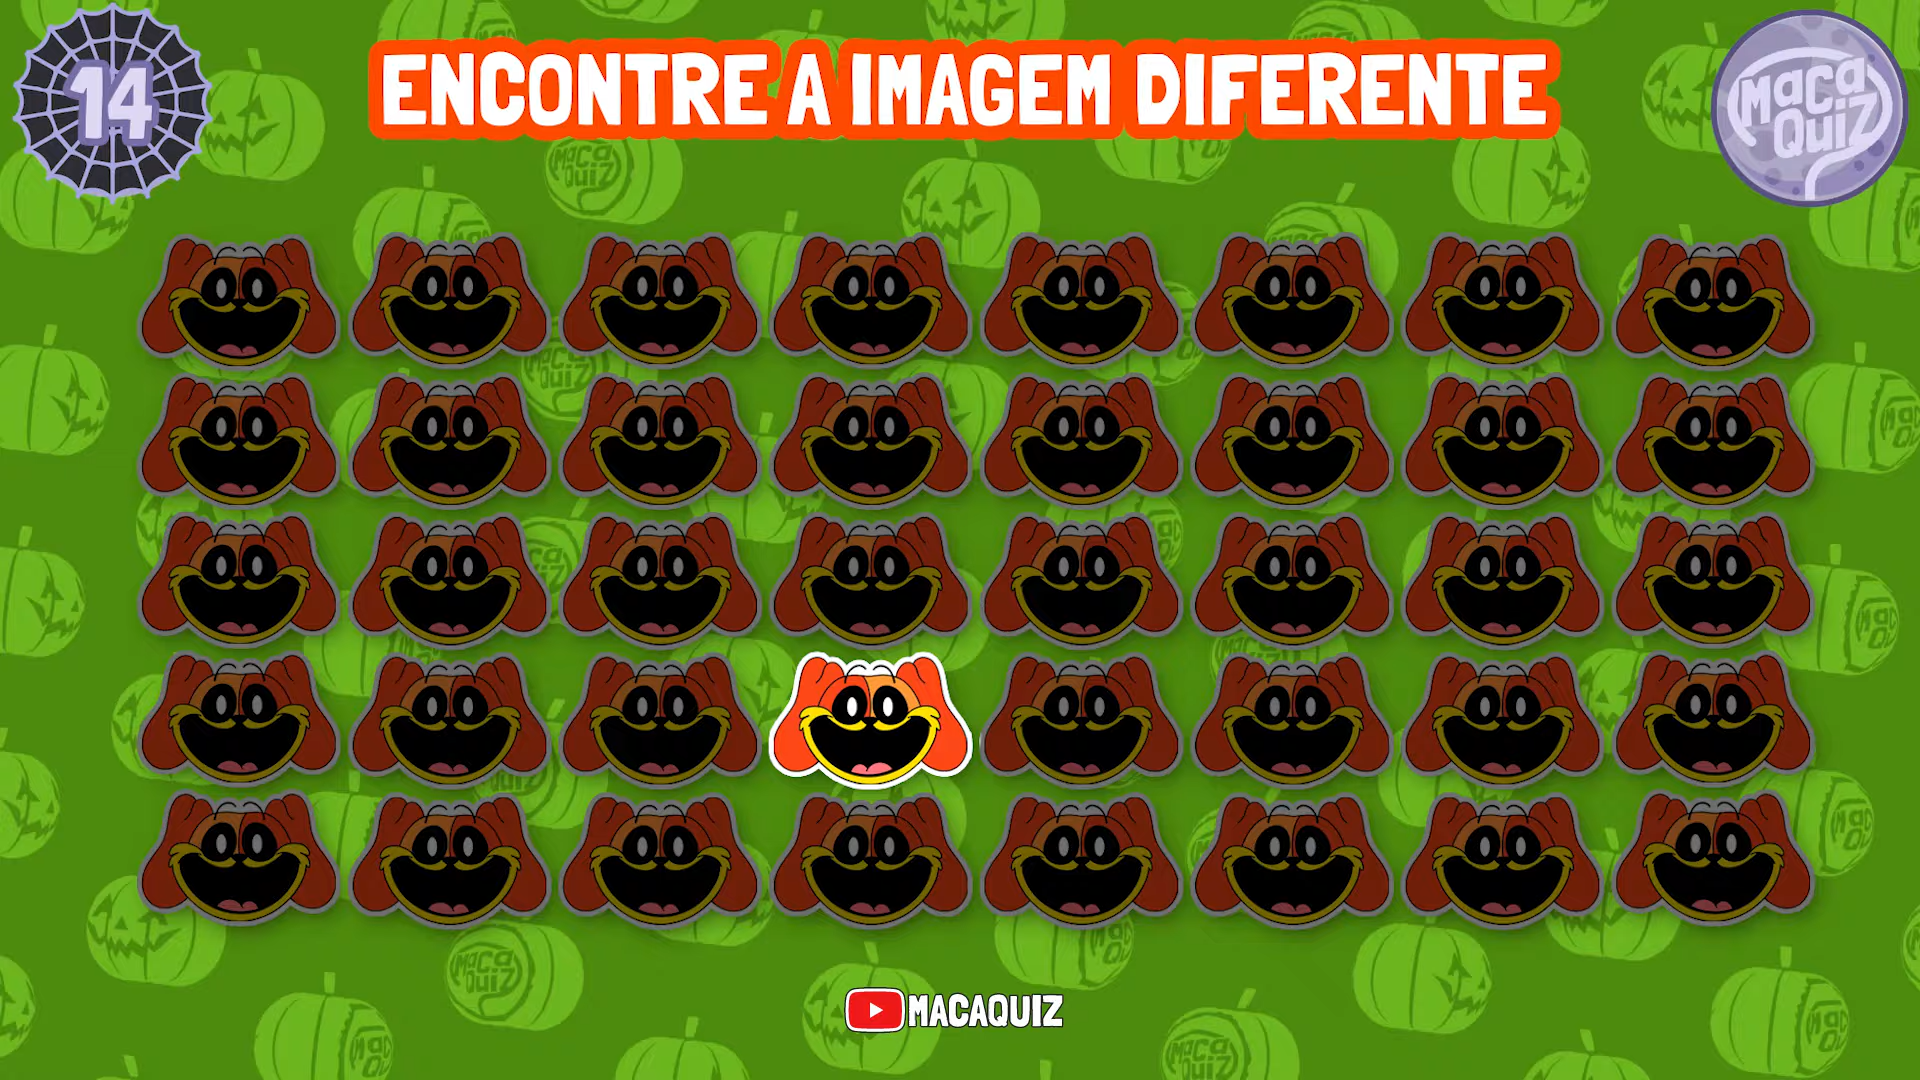 14
ENCONTRE A IMAGEM DIFERENTE
MACA
QUIZ
MACAQUIZ